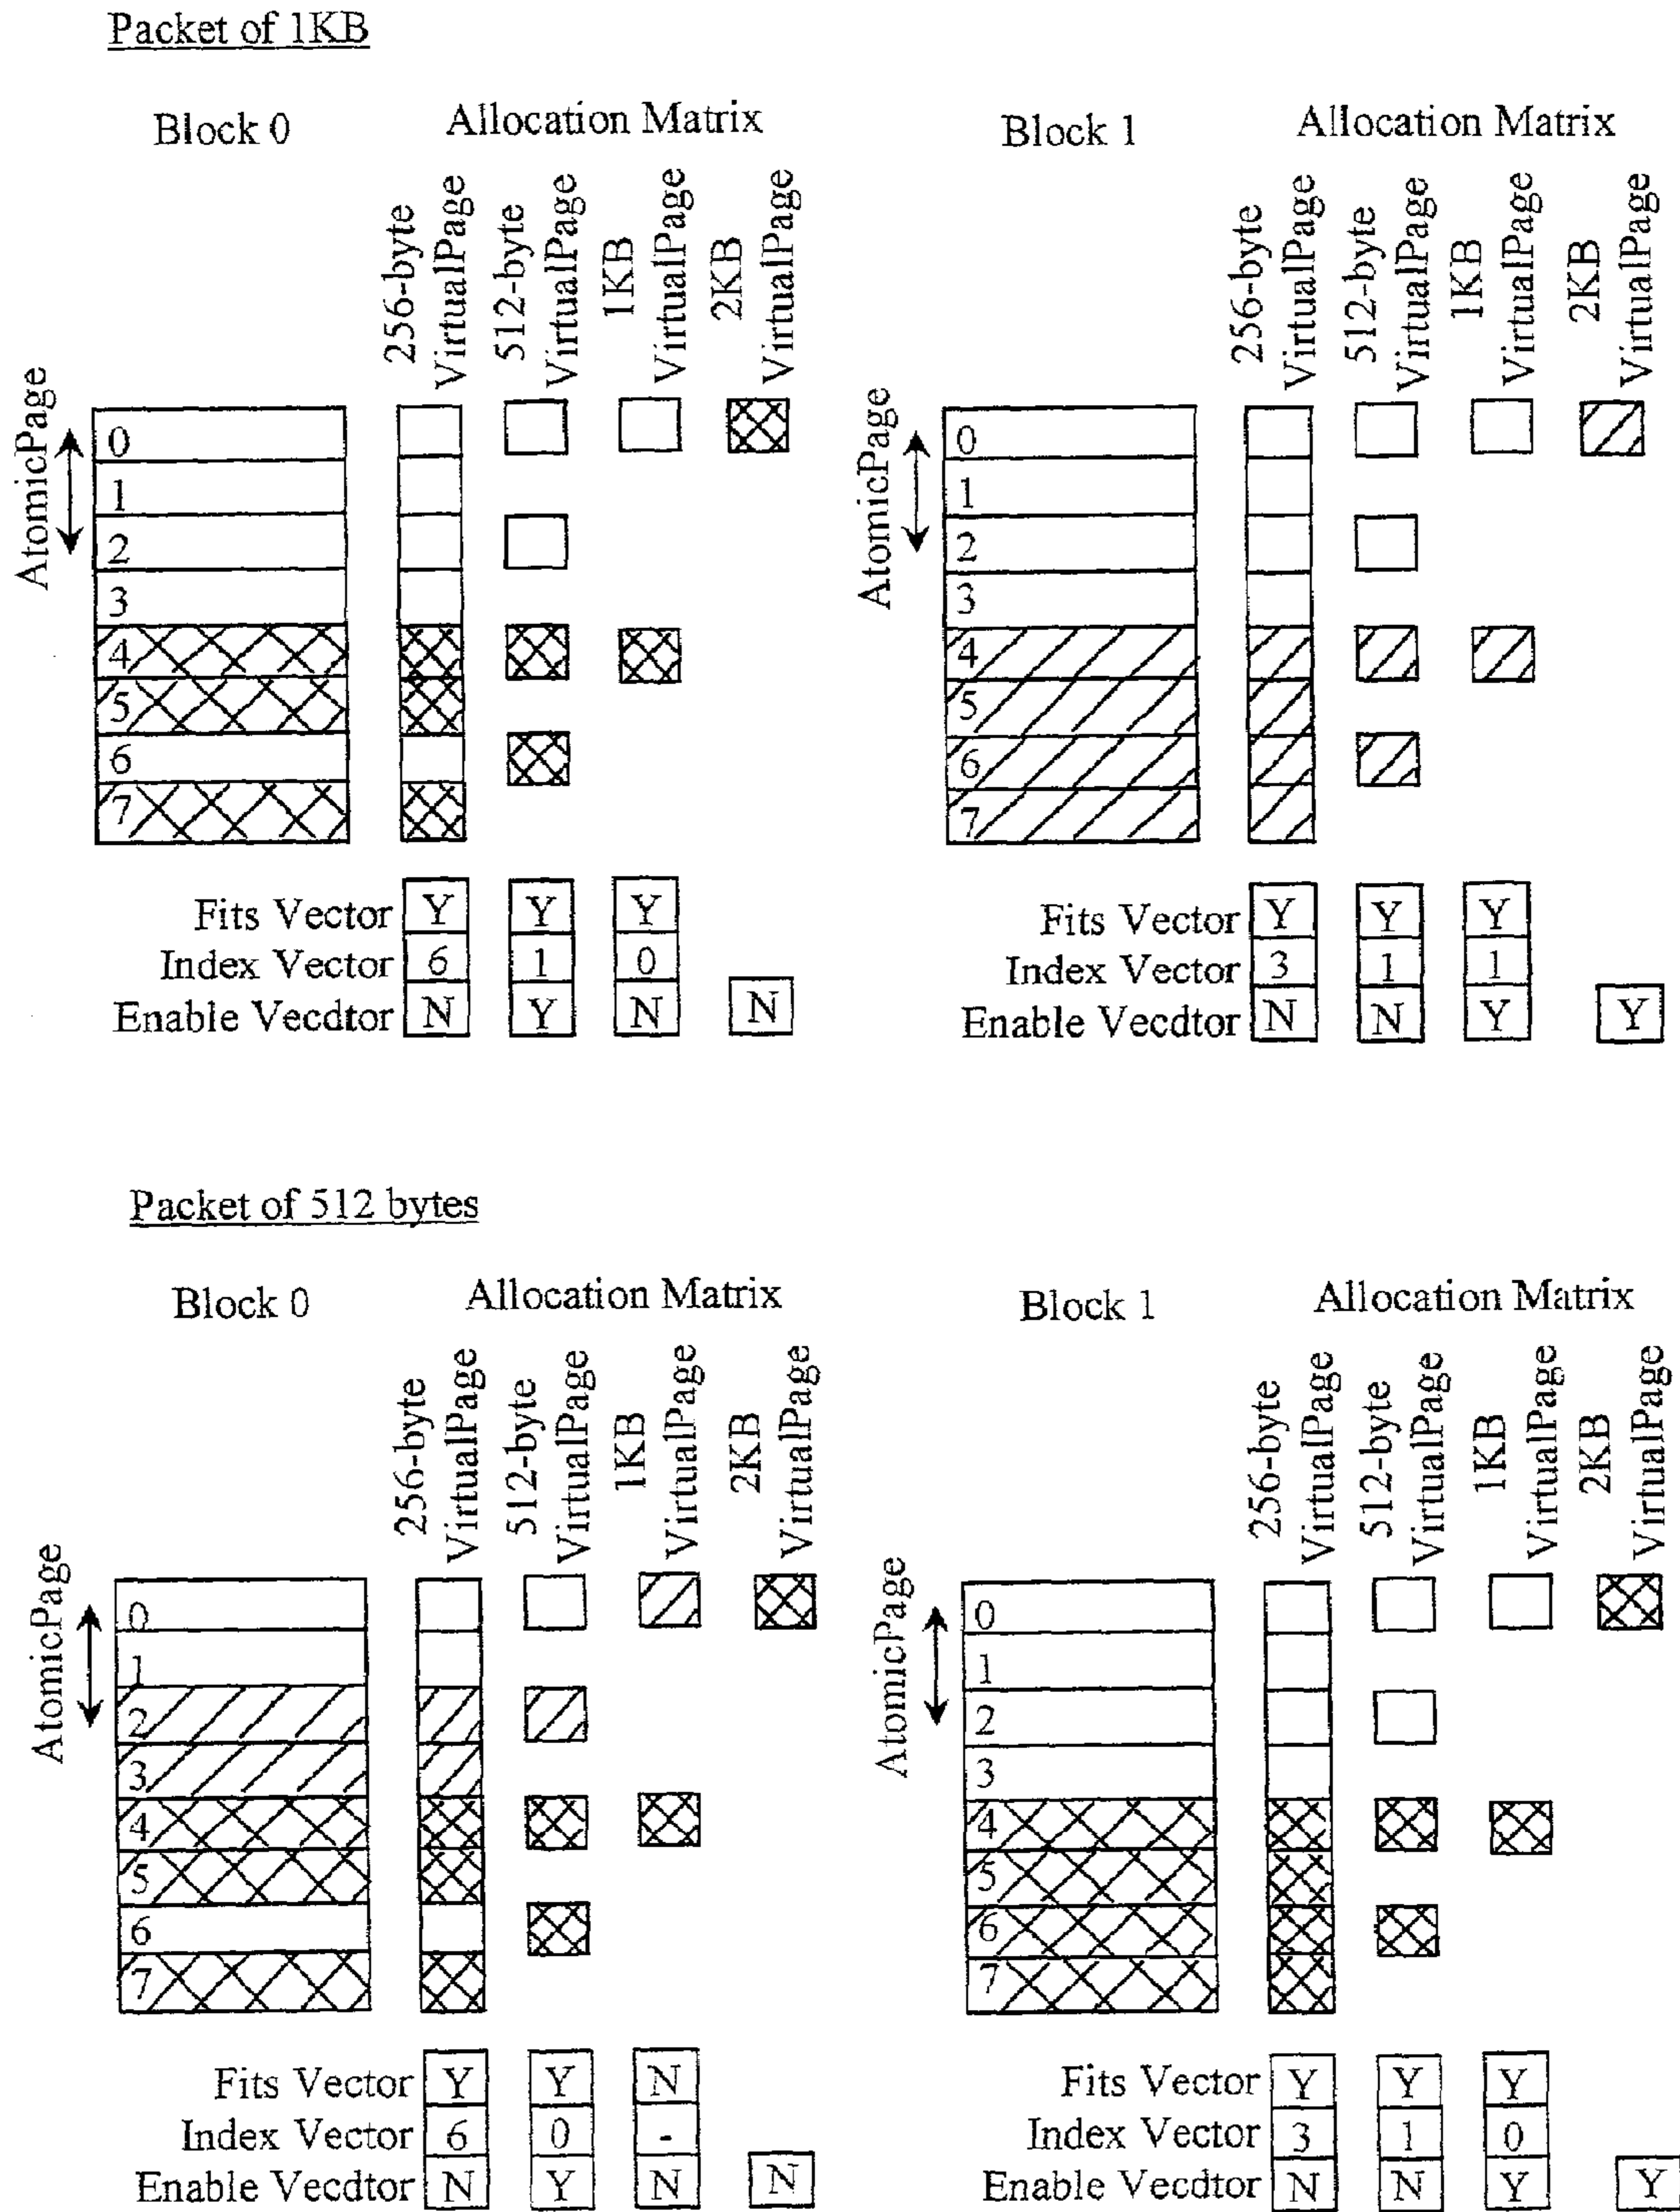 Packet of 1KB
Block 0
Allocation Matrix
256-byte
VirtualPage
512-byte
VirtualPage
1KB
VirtualPage
2KB
VirtualPage
AtomicPage
0
1
2
3
4
5
6
7
Fits Vector Y Y Y
Index Vector 6 1 0
Enable Vecdtor N Y N N
Block 1
Allocation Matrix
256-byte
VirtualPage
512-byte
VirtualPage
1KB
VirtualPage
2KB
VirtualPage
AtomicPage
0
1
2
3
4
5
6
7
Fits Vector Y Y Y
Index Vector 3 1 1
Enable Vecdtor N N Y Y
Packet of 512 bytes
Block 0
Allocation Matrix
256-byte
VirtualPage
512-byte
VirtualPage
1KB
VirtualPage
2KB
VirtualPage
AtomicPage
0
1
2
3
4
5
6
7
Fits Vector Y Y N
Index Vector 6 0 -
Enable Vecdtor N Y N N
Block 1
Allocation Matrix
256-byte
VirtualPage
512-byte
VirtualPage
1KB
VirtualPage
2KB
VirtualPage
AtomicPage
0
1
2
3
4
5
6
7
Fits Vector Y Y Y
Index Vector 3 1 0
Enable Vecdtor N N Y Y